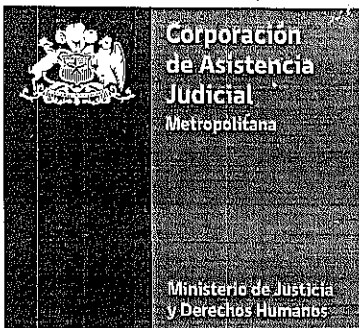 Corporación
de Asistencia
Judicial
Metropolitana
Ministerio de Justicia
y Derechos Humanos